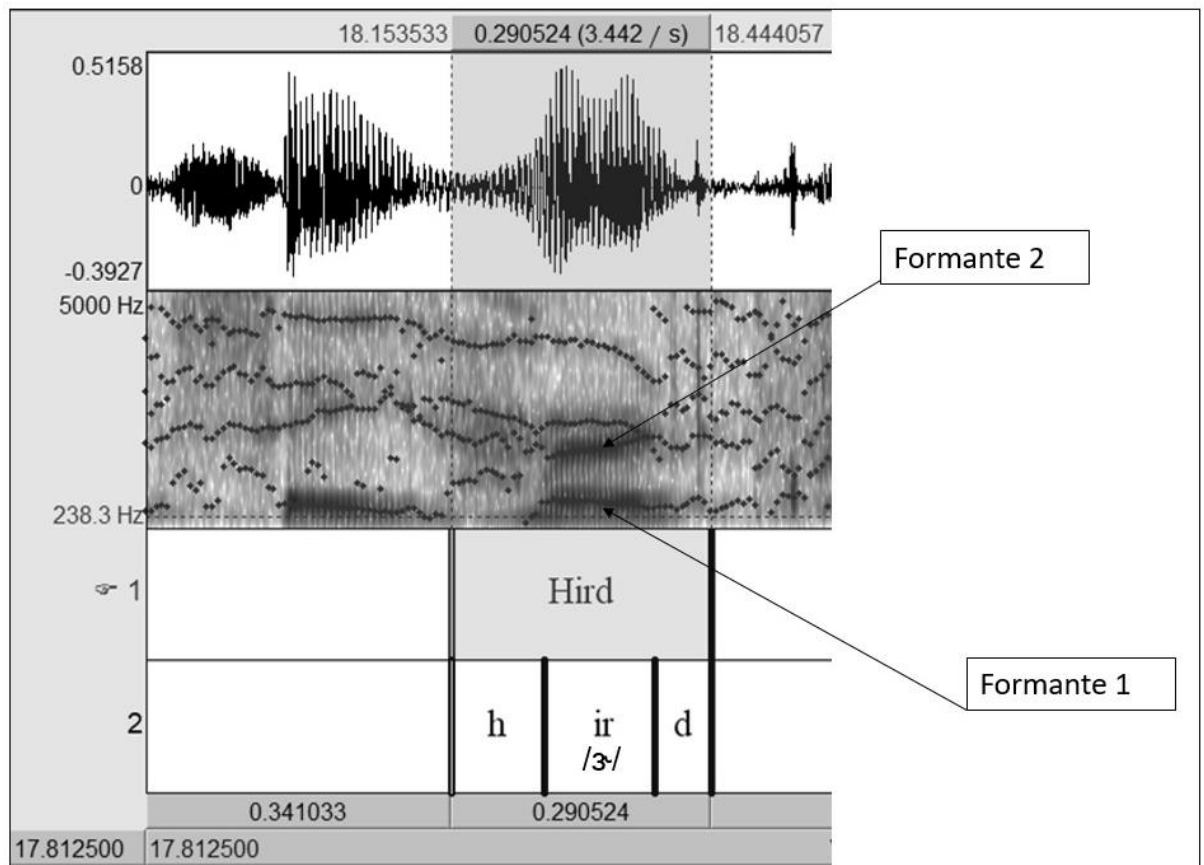 18.153533 0.290524 (3.442 / s) 18.444057
0.5158
0
-0.3927
Formante 2
5000 Hz
238.3 Hz
☞ 1
Hird
Formante 1
2
h ir d
/ɝ/
0.341033 0.290524
17.812500 17.812500